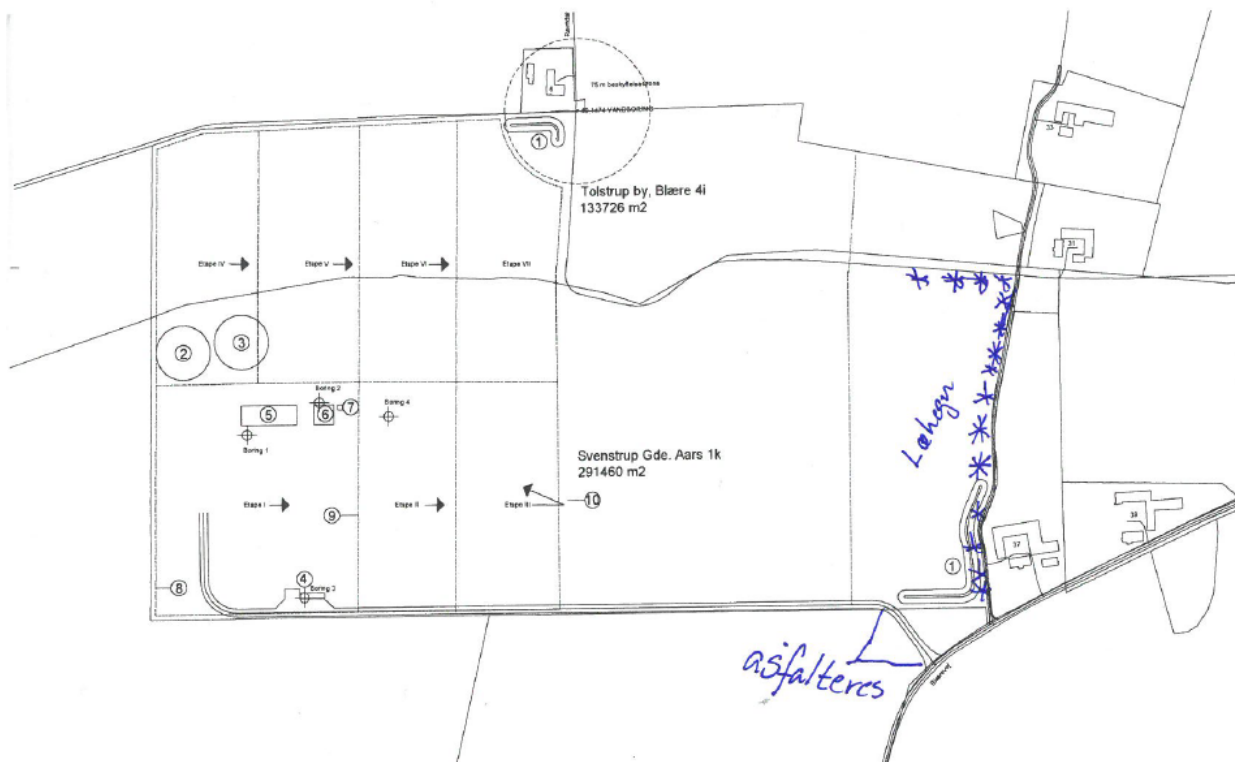 4
75 m beskyttelseszone
VANDBORING
1
33
Tolstrup by, Blære 4i
133726 m2
31
Etape IV
Etape V
Etape VI
Etape VII
2
3
Boring 2
5
6
7
Boring 4
Boring 1
Læhegn
Svenstrup Gde. Aars 1k
291460 m2
Etape I
Etape II
Etape III
10
9
39
37
1
4
8
Boring 3
asfalteres